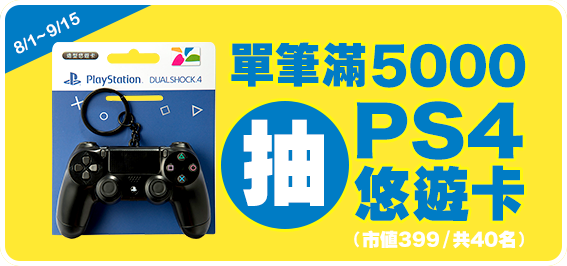 8/1~9/15
造型悠遊卡
PlayStation. DUALSHOCK.4
單筆滿5000
抽
PS4
悠遊卡
(市值399/共40名)